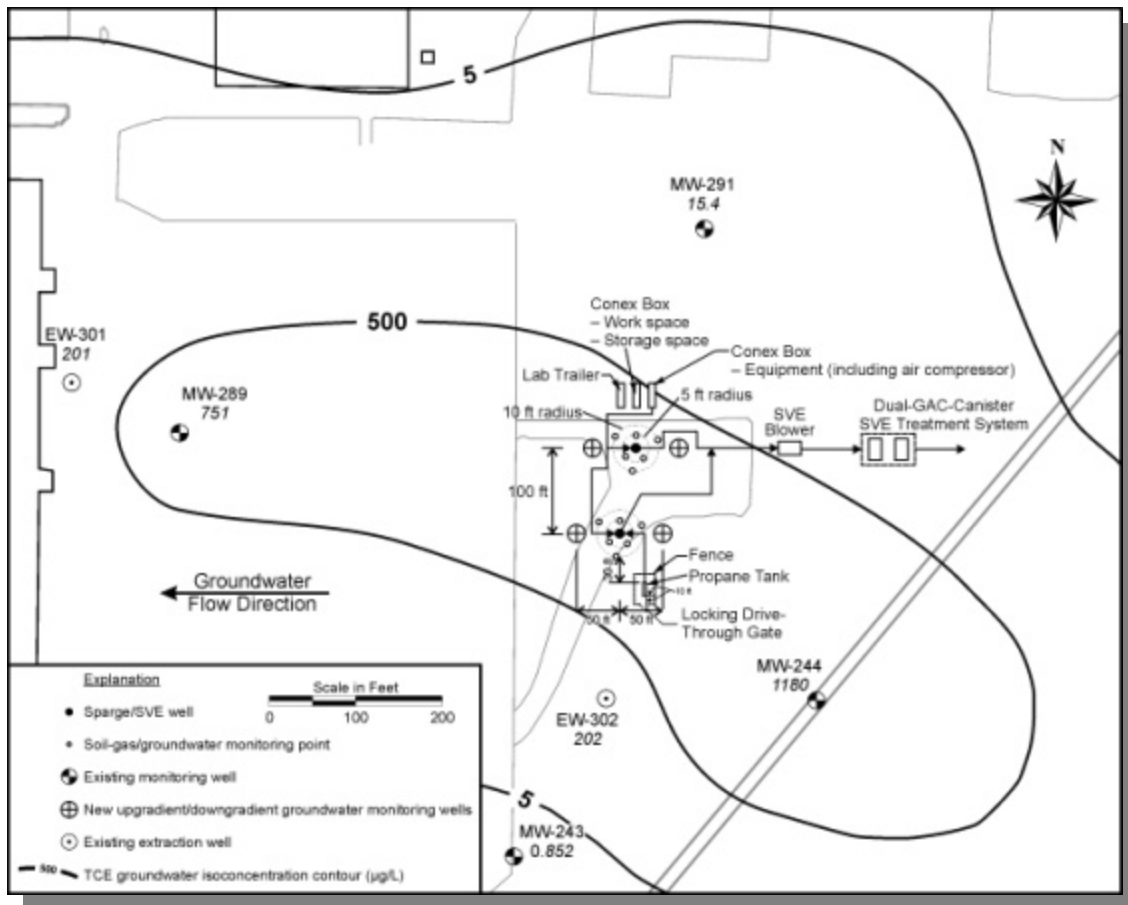 5
N
MW-291
15.4
Conex Box
– Work space
– Storage space
500
EW-301
201
Conex Box
– Equipment (including air compressor)
Lab Trailer
MW-289
751
5 ft radius
10 ft radius
SVE
Blower
Dual-GAC-Canister
SVE Treatment System
100 ft
Fence
Propane Tank
10 ft
Groundwater
Flow Direction
50 ft
50 ft
Locking Drive-
Through Gate
MW-244
1180
EW-302
202
5
MW-243
0.852
Explanation
Scale in Feet
0 100 200
Sparge/SVE well
Soil-gas/groundwater monitoring point
Existing monitoring well
New upgradient/downgradient groundwater monitoring wells
Existing extraction well
500
TCE groundwater isoconcentration contour (µg/L)